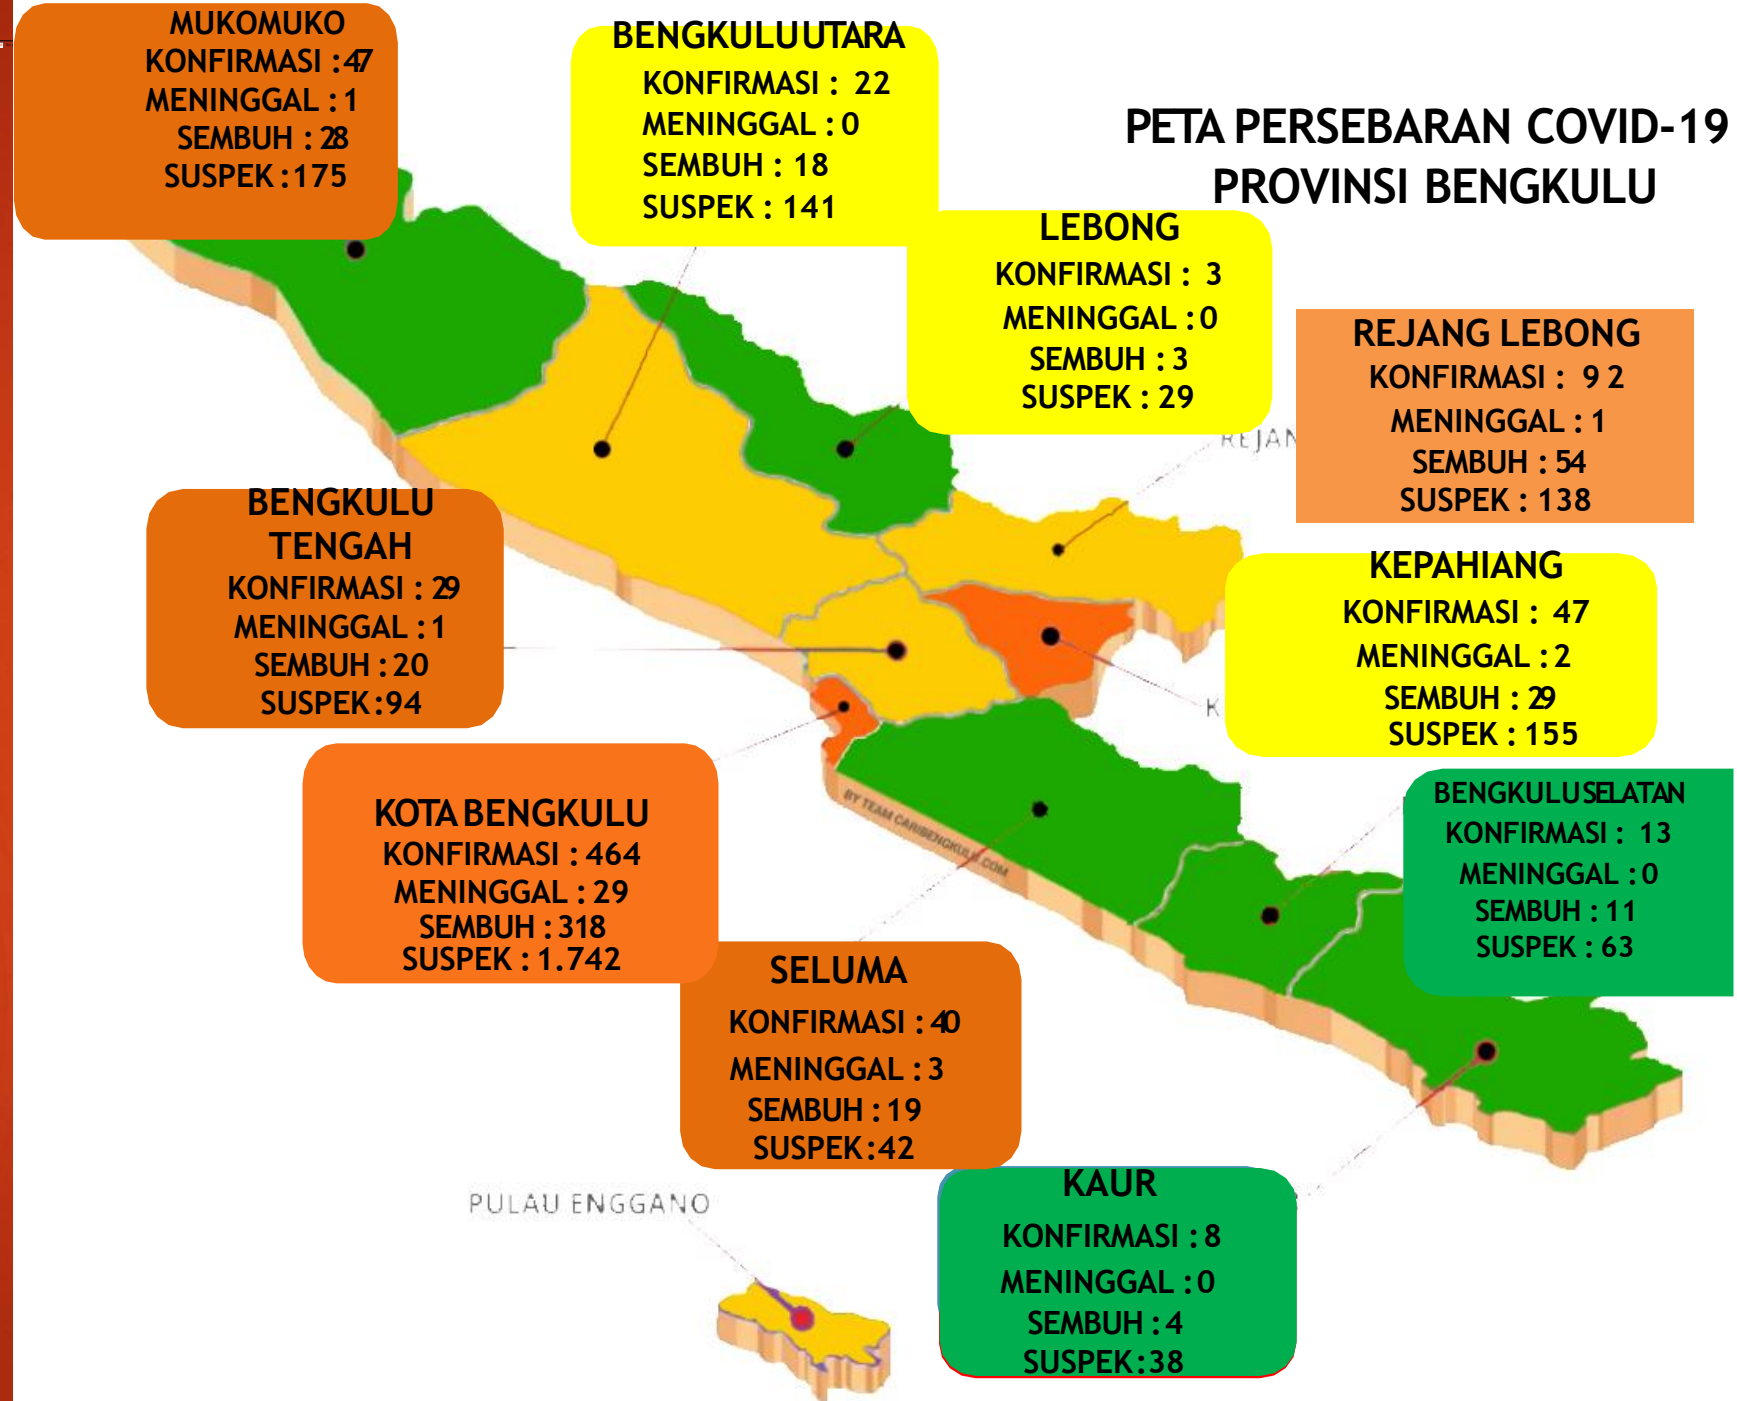 MUKOMUKO
KONFIRMASI : 47
MENINGGAL : 1
SEMBUH : 28
SUSPEK : 175
BENGKULU UTARA
KONFIRMASI : 22
MENINGGAL : 0
SEMBUH : 18
SUSPEK : 141
PETA PERSEBARAN COVID-19
PROVINSI BENGKULU
LEBONG
KONFIRMASI : 3
MENINGGAL : 0
SEMBUH : 3
SUSPEK : 29
REJAN
REJANG LEBONG
KONFIRMASI : 9 2
MENINGGAL : 1
SEMBUH : 54
SUSPEK : 138
BENGKULU
TENGAH
KONFIRMASI : 29
MENINGGAL : 1
SEMBUH : 20
SUSPEK : 94
KEPAHIANG
KONFIRMASI : 47
MENINGGAL : 2
SEMBUH : 29
SUSPEK : 155
K
KOTA BENGKULU
KONFIRMASI : 464
MENINGGAL : 29
SEMBUH : 318
SUSPEK : 1.742
BY TEAM CARIBENGKULU.COM
BENGKULU SELATAN
KONFIRMASI : 13
MENINGGAL : 0
SEMBUH : 11
SUSPEK : 63
SELUMA
KONFIRMASI : 40
MENINGGAL : 3
SEMBUH : 19
SUSPEK : 42
KAUR
KONFIRMASI : 8
MENINGGAL : 0
SEMBUH : 4
SUSPEK : 38
PULAU ENGGANO